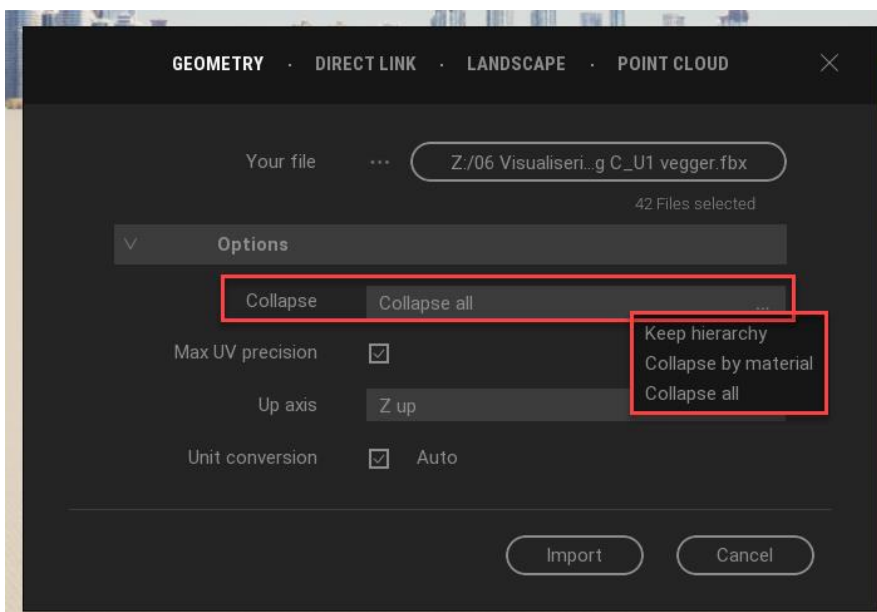 GEOMETRY · DIRECT LINK · LANDSCAPE · POINT CLOUD
Your file ... Z:/06 Visualiseri...g C_U1 vegger.fbx
42 Files selected
Options
Collapse Collapse all ...
Keep hierarchy
Max UV precision
Collapse by material
Up axis Z up
Collapse all
Unit conversion Auto
Import Cancel